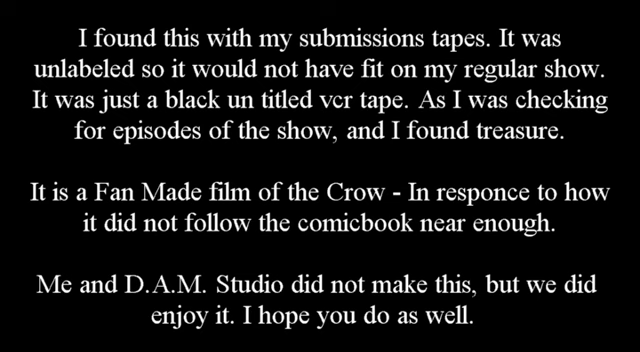 I found this with my submissions tapes. It was
unlabeled so it would not have fit on my regular show.
It was just a black un titled vcr tape. As I was checking
for episodes of the show, and I found treasure.
It is a Fan Made film of the Crow - In responce to how
it did not follow the comicbook near enough.
Me and D.A.M. Studio did not make this, but we did
enjoy it. I hope you do as well.